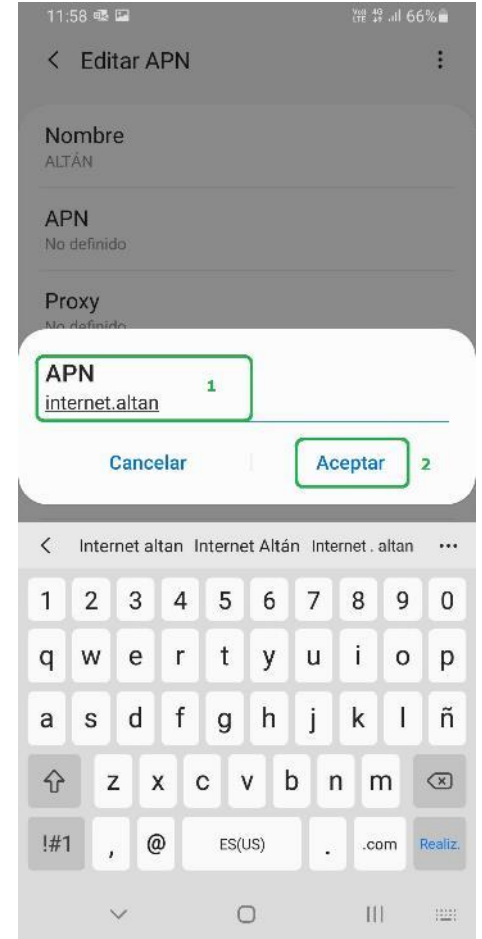 11:58 66%
Editar APN
Nombre
ALTÁN
APN
No definido
Proxy
No definido
APN
internet.altan
1
Cancelar
Aceptar
2
Internet altan Internet Altán Internet . altan
1 2 3 4 5 6 7 8 9 0
q w e r t y u i o p
a s d f g h j k l ñ
z x c v b n m
!#1 , @ ES(US) . .com Realiz.